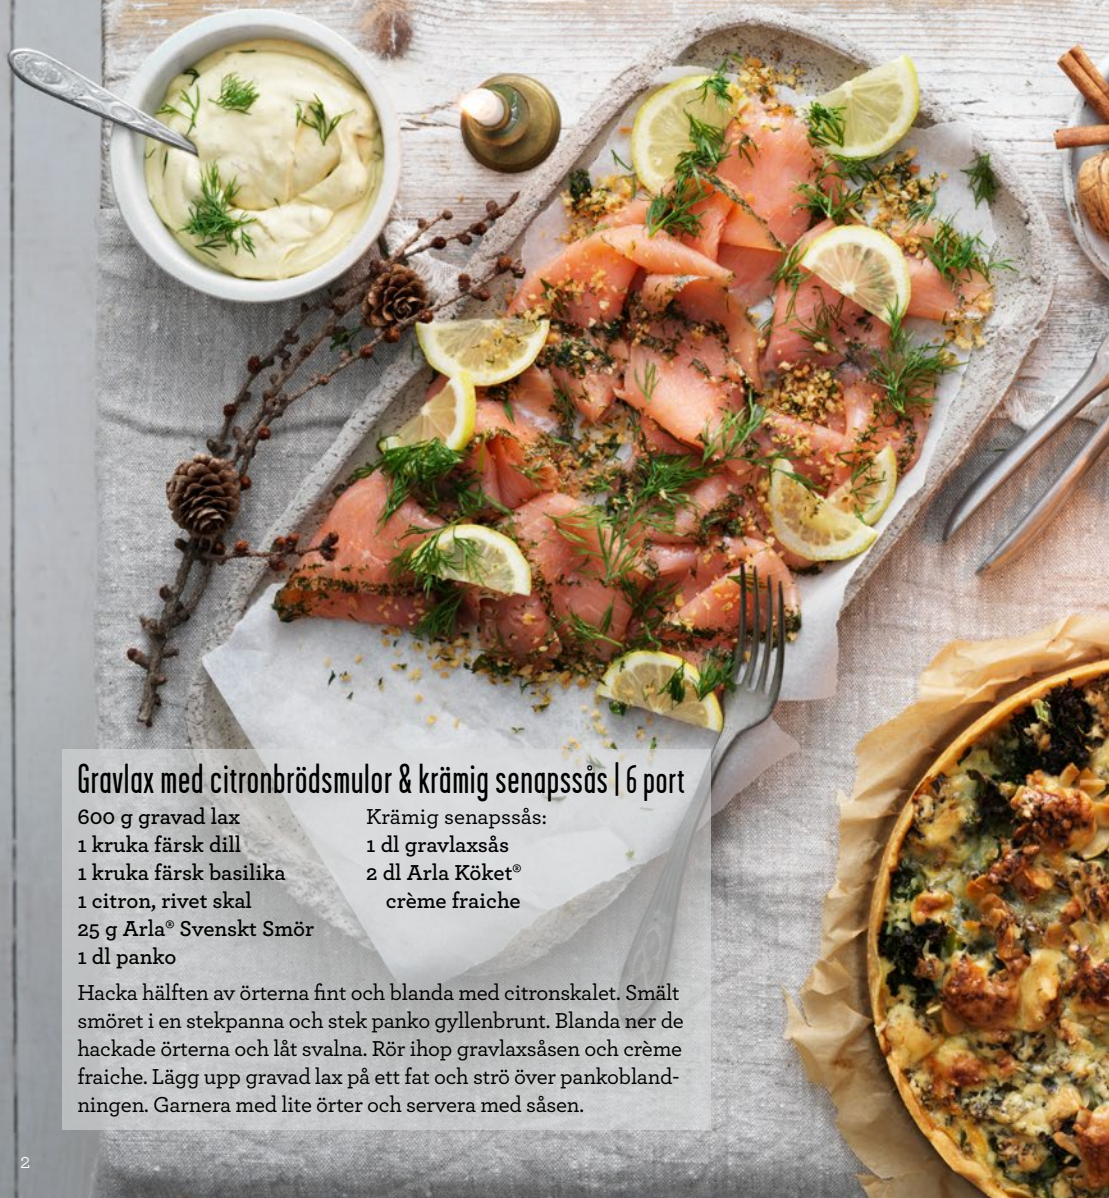 Gravlax med citronbrödsmulor & krämig senapssås | 6 port
600 g gravad lax
1 kruka färsk dill
1 kruka färsk basilika
1 citron, rivet skal
25 g Arla® Svenskt Smör
1 dl panko
Krämig senapssås:
1 dl gravlaxsås
2 dl Arla Köket®
crème fraiche
Hacka hälften av örterna fint och blanda med citronskalet. Smält
smöret i en stekpanna och stek panko gyllenbrunt. Blanda ner de
hackade örterna och låt svalna. Rör ihop gravlaxsåsen och crème
fraiche. Lägg upp gravad lax på ett fat och strö över pankobland-
ningen. Garnera med lite örter och servera med såsen.
2